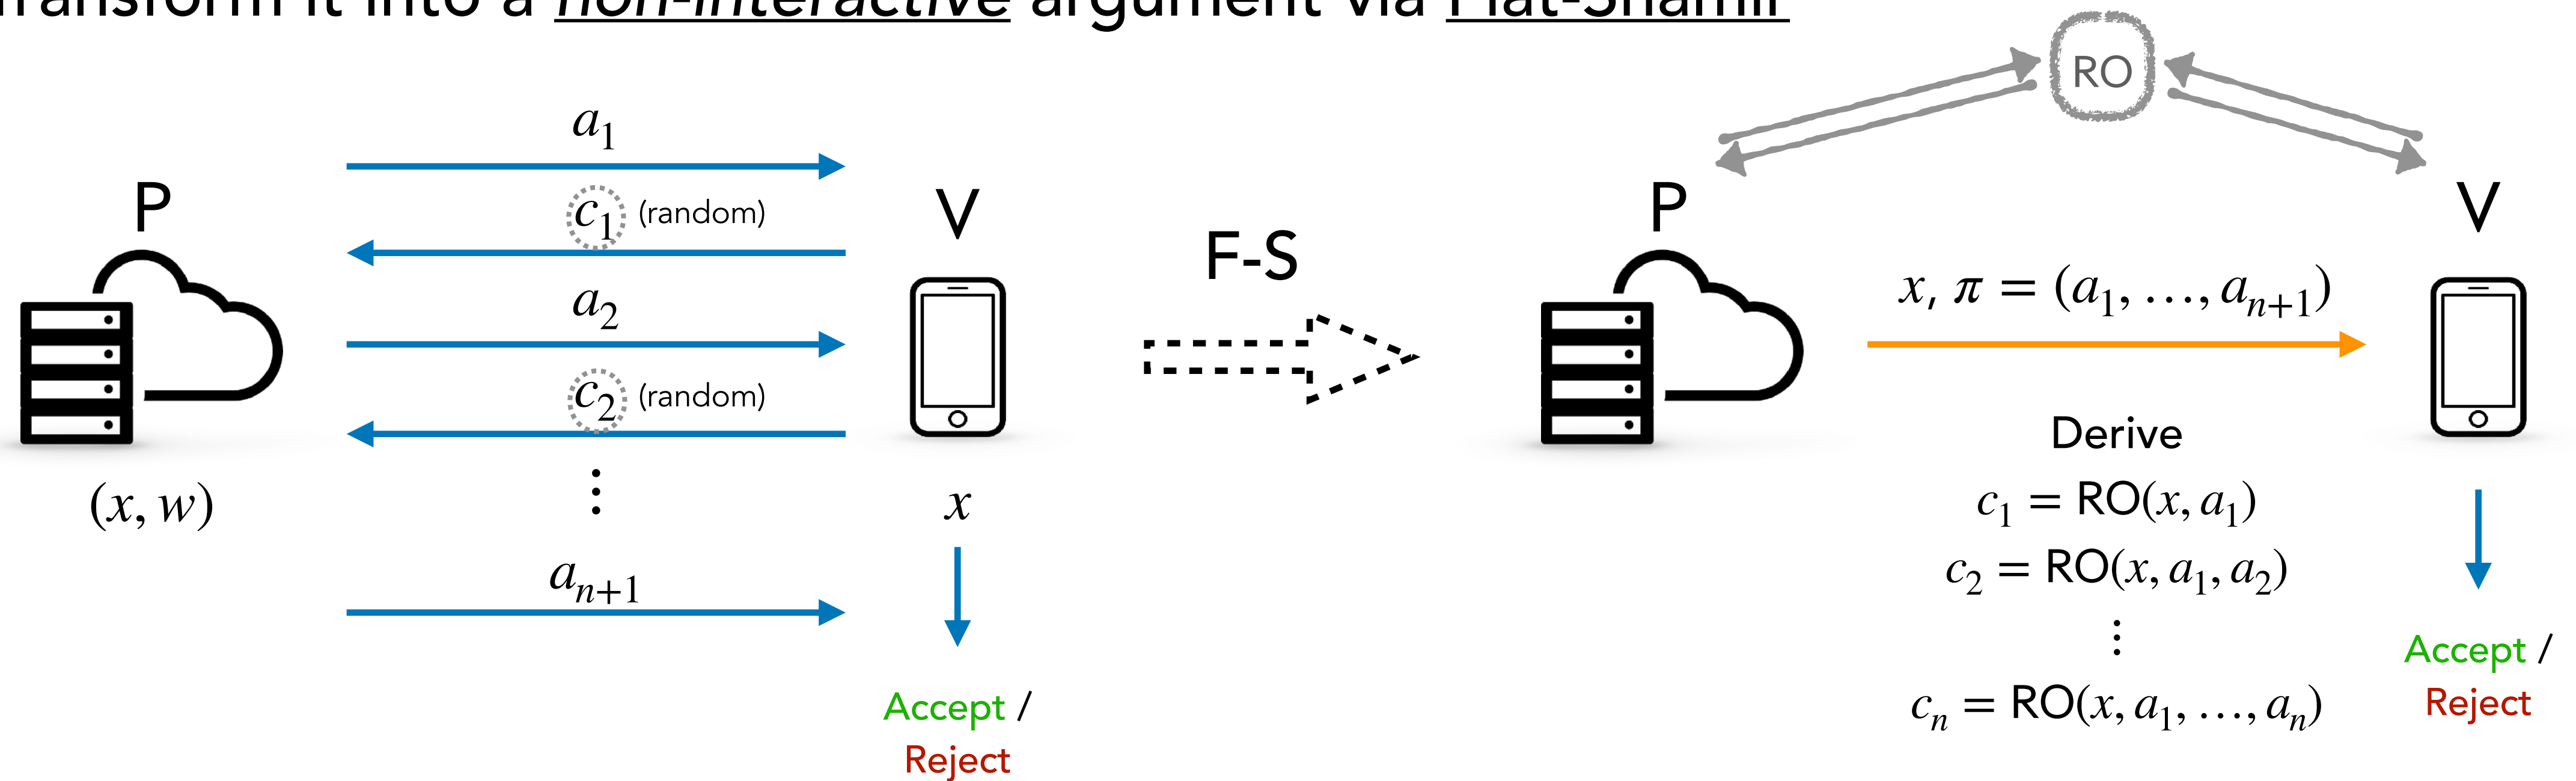 Transform it into a non-interactive argument via Fiat-Shamir
RO
a₁
P
c₁ (random)
V
a₂
c₂ (random)
⋮
(x, w)
x
aₙ₊₁
Accept /
Reject
F-S
P
V
x, π = (a₁, …, aₙ₊₁)
Derive
c₁ = RO(x, a₁)
c₂ = RO(x, a₁, a₂)
⋮
cₙ = RO(x, a₁, …, aₙ)
Accept /
Reject